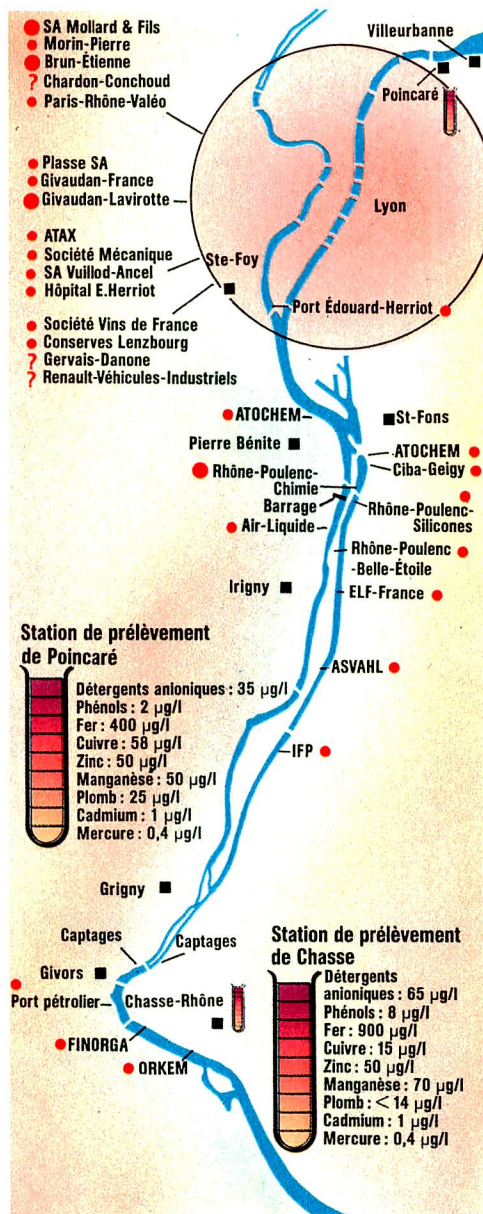 SA Mollard & Fils
Morin-Pierre
Brun-Étienne
? Chardon-Conchoud
Paris-Rhône-Valéo
Villeurbanne
Poincaré
Plasse SA
Givaudan-France
Givaudan-Lavirotte
Lyon
ATAX
Société Mécanique
SA Vuillod-Ancel
Hôpital E.Herriot
Ste-Foy
Port Édouard-Herriot
Société Vins de France
Conserves Lenzbourg
? Gervais-Danone
? Renault-Véhicules-Industriels
ATOCHEM
St-Fons
Pierre Bénite
ATOCHEM
Ciba-Geigy
Rhône-Poulenc-
Chimie
Barrage
Rhône-Poulenc-
Silicones
Air-Liquide
Rhône-Poulenc
-Belle-Étoile
Irigny
ELF-France
Station de prélèvement
de Poincaré
Détergents anioniques : 35 µg/l
Phénols : 2 µg/l
Fer : 400 µg/l
Cuivre : 58 µg/l
Zinc : 50 µg/l
Manganèse : 50 µg/l
Plomb : 25 µg/l
Cadmium : 1 µg/l
Mercure : 0,4 µg/l
ASVAHL
IFP
Grigny
Captages
Captages
Givors
Port pétrolier
Chasse-Rhône
FINORGA
ORKEM
Station de prélèvement
de Chasse
Détergents
anioniques : 65 µg/l
Phénols : 8 µg/l
Fer : 900 µg/l
Cuivre : 15 µg/l
Zinc : 50 µg/l
Manganèse : 70 µg/l
Plomb : < 14 µg/l
Cadmium : 1 µg/l
Mercure : 0,4 µg/l